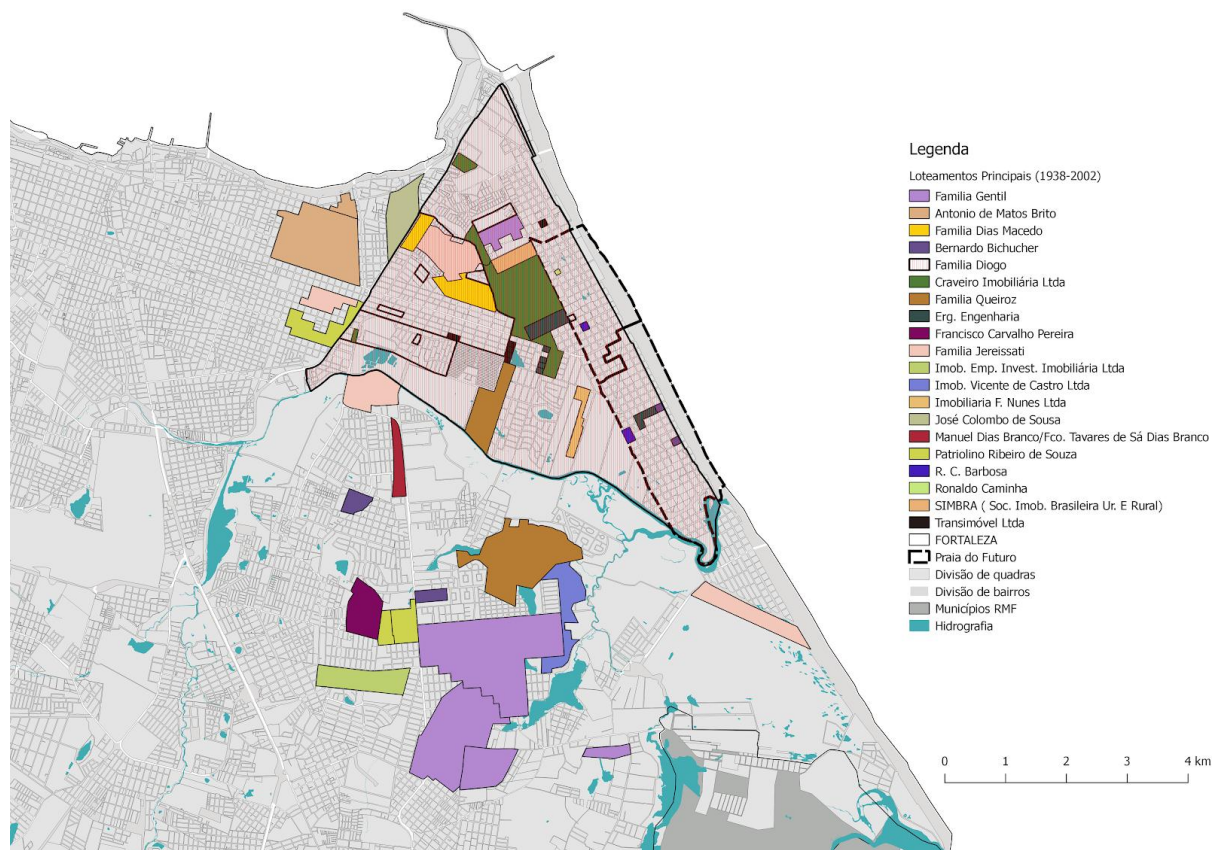 Legenda
Loteamentos Principais (1938-2002)
Familia Gentil
Antonio de Matos Brito
Familia Dias Macedo
Bernardo Bichucher
Familia Diogo
Craveiro Imobiliária Ltda
Familia Queiroz
Erg. Engenharia
Francisco Carvalho Pereira
Familia Jereissati
Imob. Emp. Invest. Imobiliária Ltda
Imob. Vicente de Castro Ltda
Imobiliaria F. Nunes Ltda
José Colombo de Sousa
Manuel Dias Branco/Fco. Tavares de Sá Dias Branco
Patriolino Ribeiro de Souza
R. C. Barbosa
Ronaldo Caminha
SIMBRA ( Soc. Imob. Brasileira Ur. E Rural)
Transimóvel Ltda
FORTALEZA
Praia do Futuro
Divisão de quadras
Divisão de bairros
Municípios RMF
Hidrografia
0 1 2 3 4 km